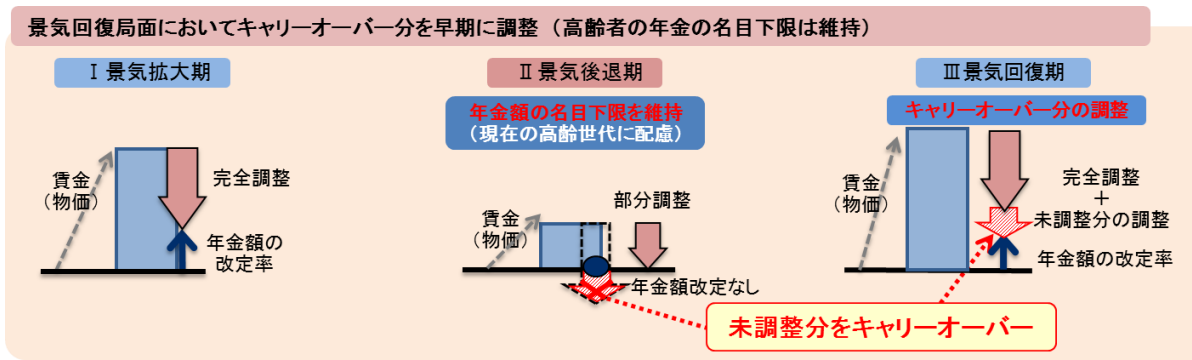 景気回復局面においてキャリーオーバー分を早期に調整（高齢者の年金の名目下限は維持）
Ⅰ景気拡大期
賃金
（物価）
完全調整
年金額の
改定率
Ⅱ景気後退期
年金額の名目下限を維持
（現在の高齢世代に配慮）
賃金
（物価）
部分調整
年金額改定なし
Ⅲ景気回復期
キャリーオーバー分の調整
賃金
（物価）
完全調整
＋
未調整分の調整
年金額の改定率
未調整分をキャリーオーバー